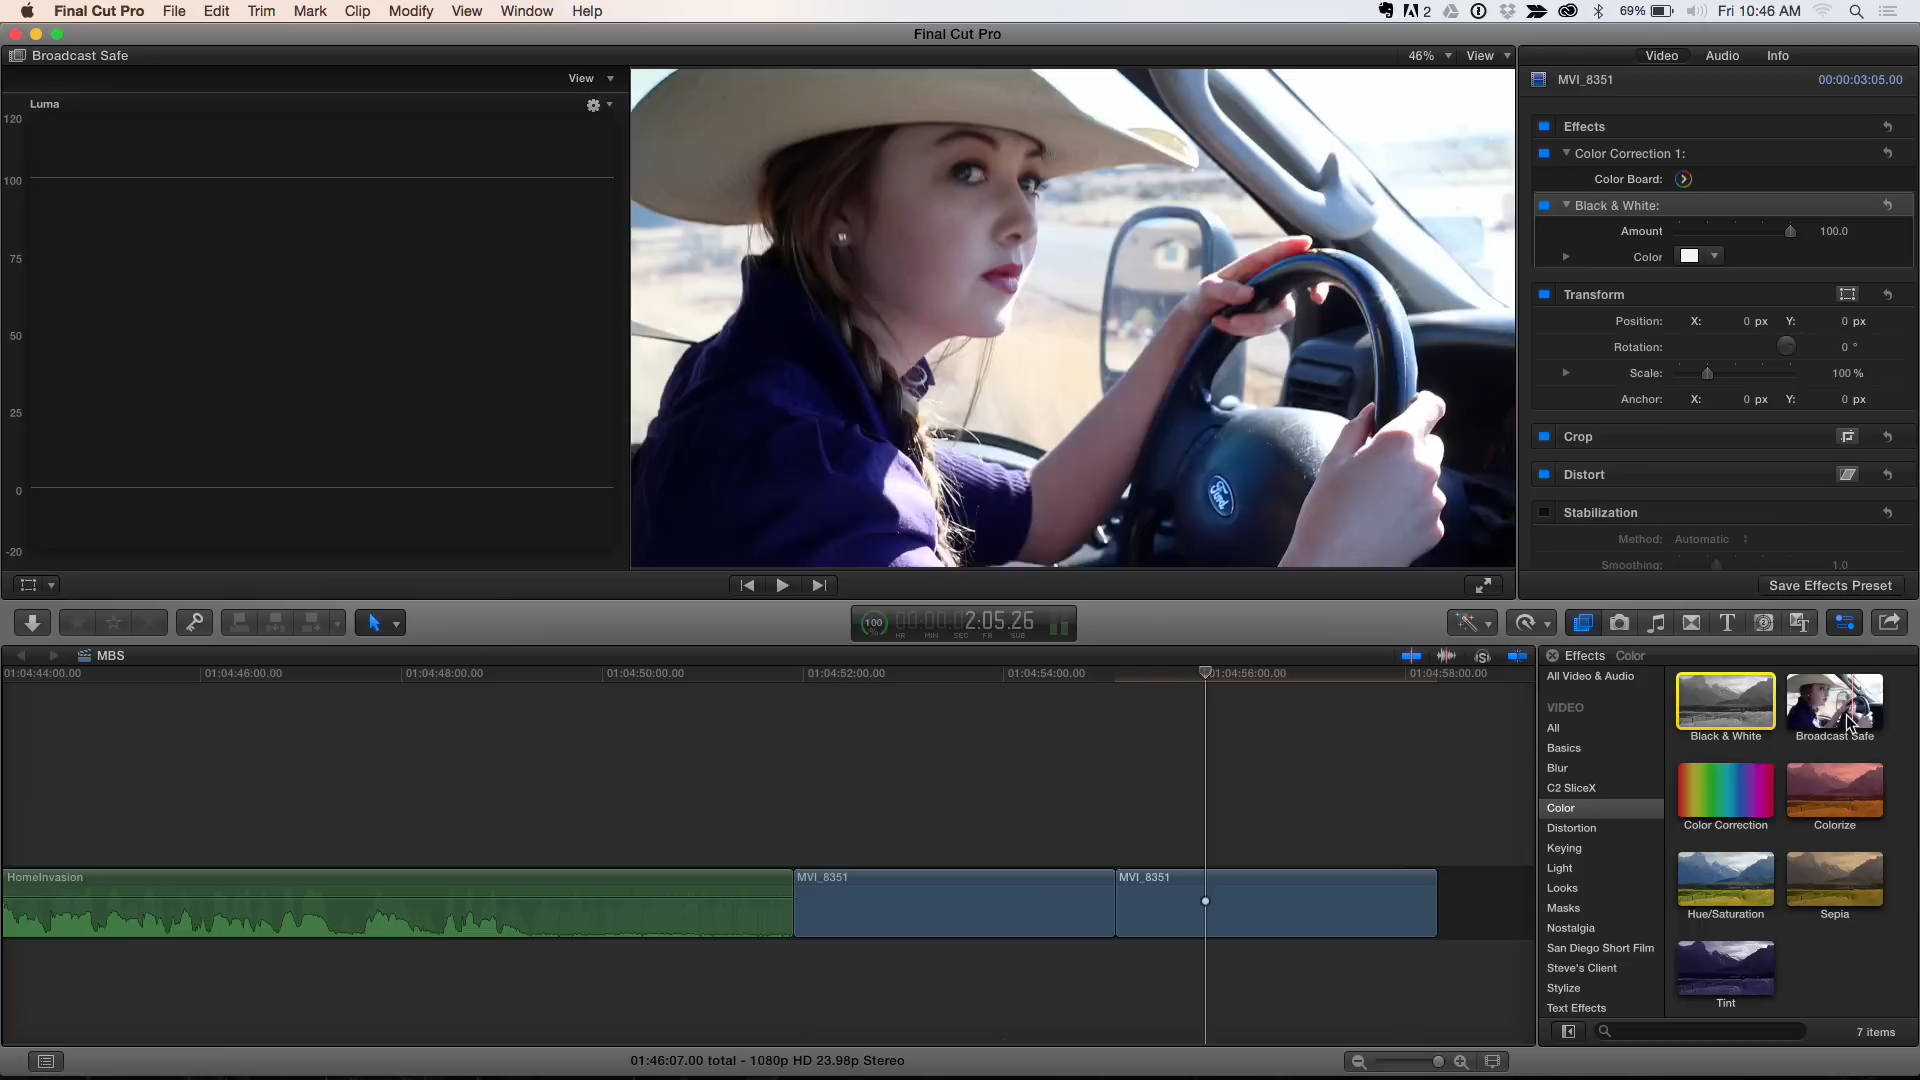 Final Cut Pro File Edit Trim Mark Clip Modify View Window Help 2 69% Fri 10:46 AM
Final Cut Pro
Broadcast Safe 46% View Video Audio Info
View MVI_8351 00:00:03:05.00
Luma
120
100
75
50
25
0
-20
Ford
Effects
Color Correction 1:
Color Board:
Black & White:
Amount 100.0
Color
Transform
Position: X: 0 px Y: 0 px
Rotation: 0 °
Scale: 100 %
Anchor: X: 0 px Y: 0 px
Crop
Distort
Stabilization
Method: Automatic
Smoothing: 1.0
Save Effects Preset
100 % 2:05.26
HR MIN SEC FR SUB
MBS
01:04:44:00.00 01:04:46:00.00 01:04:48:00.00 01:04:50:00.00 01:04:52:00.00 01:04:54:00.00 01:04:56:00.00 01:04:58:00.00
HomeInvasion MVI_8351 MVI_8351
Effects Color
All Video & Audio
VIDEO
All
Basics
Blur
C2 SliceX
Color
Distortion
Keying
Light
Looks
Masks
Nostalgia
San Diego Short Film
Steve's Client
Stylize
Text Effects
Black & White Broadcast Safe
Color Correction Colorize
Hue/Saturation Sepia
Tint
7 items
01:46:07.00 total - 1080p HD 23.98p Stereo